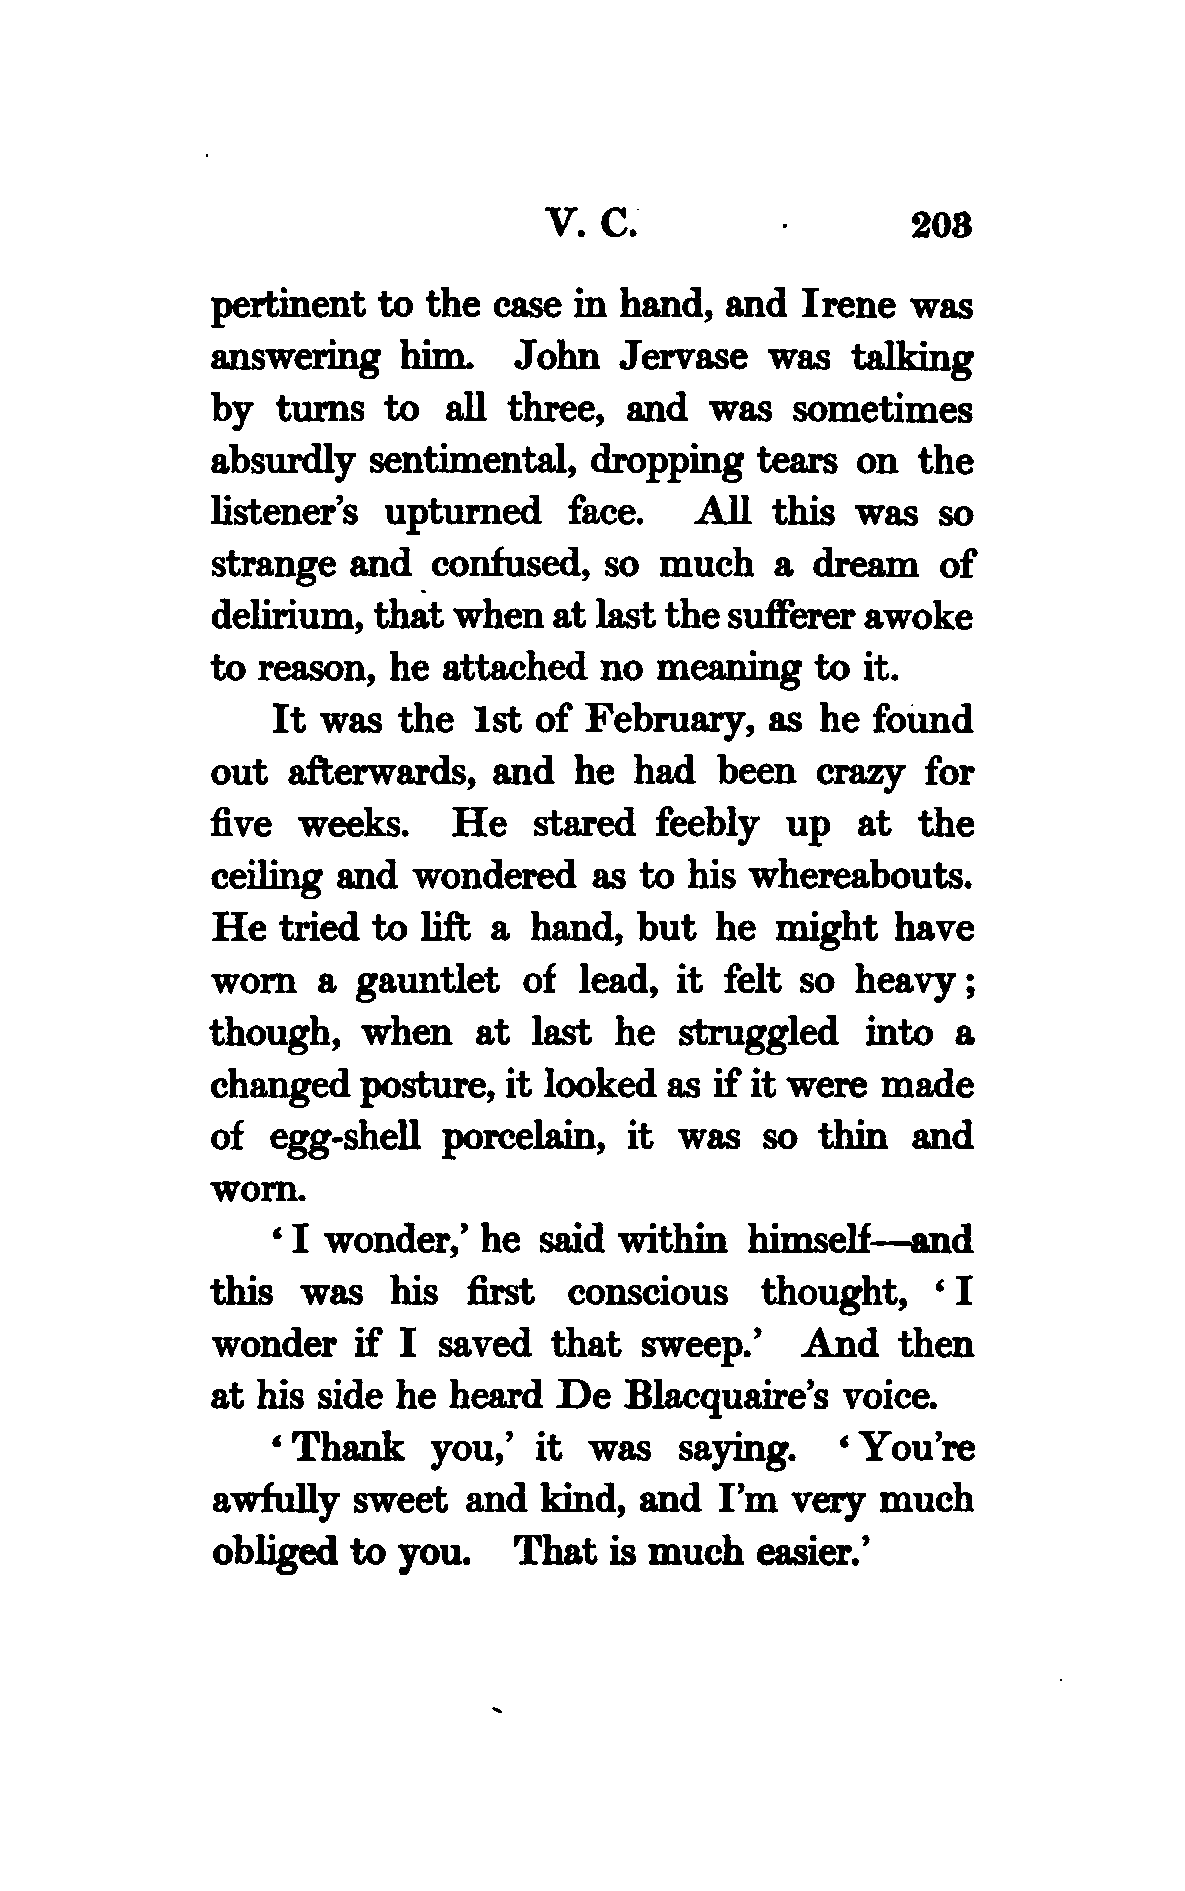 V. C. 203
pertinent to the case in hand, and Irene was
answering him. John Jervase was talking
by turns to all three, and was sometimes
absurdly sentimental, dropping tears on the
listener's upturned face. All this was so
strange and confused, so much a dream of
delirium, that when at last the sufferer awoke
to reason, he attached no meaning to it.
It was the 1st of February, as he found
out afterwards, and he had been crazy for
five weeks. He stared feebly up at the
ceiling and wondered as to his whereabouts.
He tried to lift a hand, but he might have
worn a gauntlet of lead, it felt so heavy;
though, when at last he struggled into a
changed posture, it looked as if it were made
of egg-shell porcelain, it was so thin and
worn.
'I wonder,' he said within himself—and
this was his first conscious thought, 'I
wonder if I saved that sweep.' And then
at his side he heard De Blacquaire's voice.
'Thank you,' it was saying. 'You're
awfully sweet and kind, and I'm very much
obliged to you. That is much easier.'